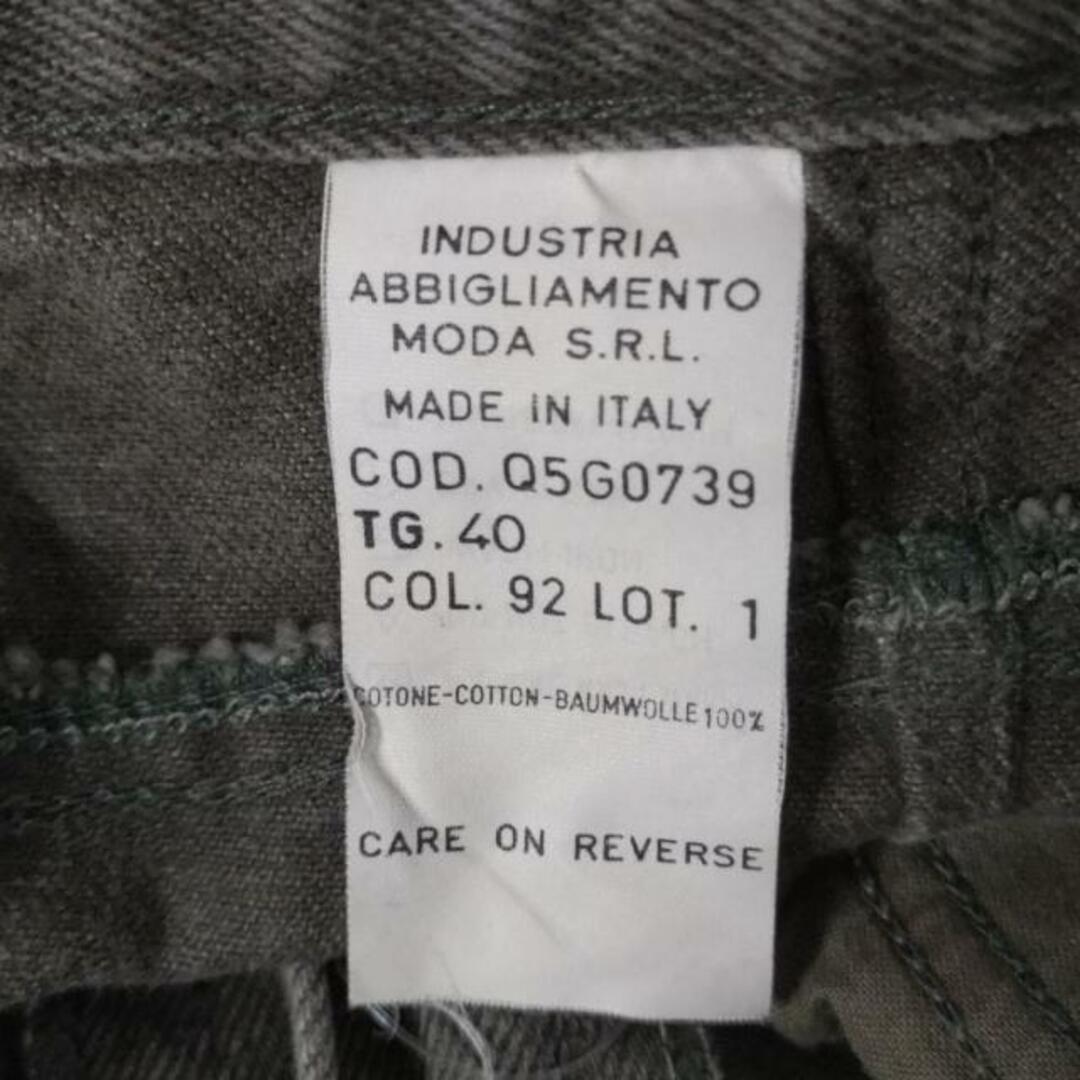 INDUSTRIA
ABBIGLIAMENTO
MODA S.R.L.
MADE IN ITALY
COD. Q5G0739
TG. 40
COL. 92 LOT. 1
COTONE-COTTON-BAUMWOLLE 100%
CARE ON REVERSE